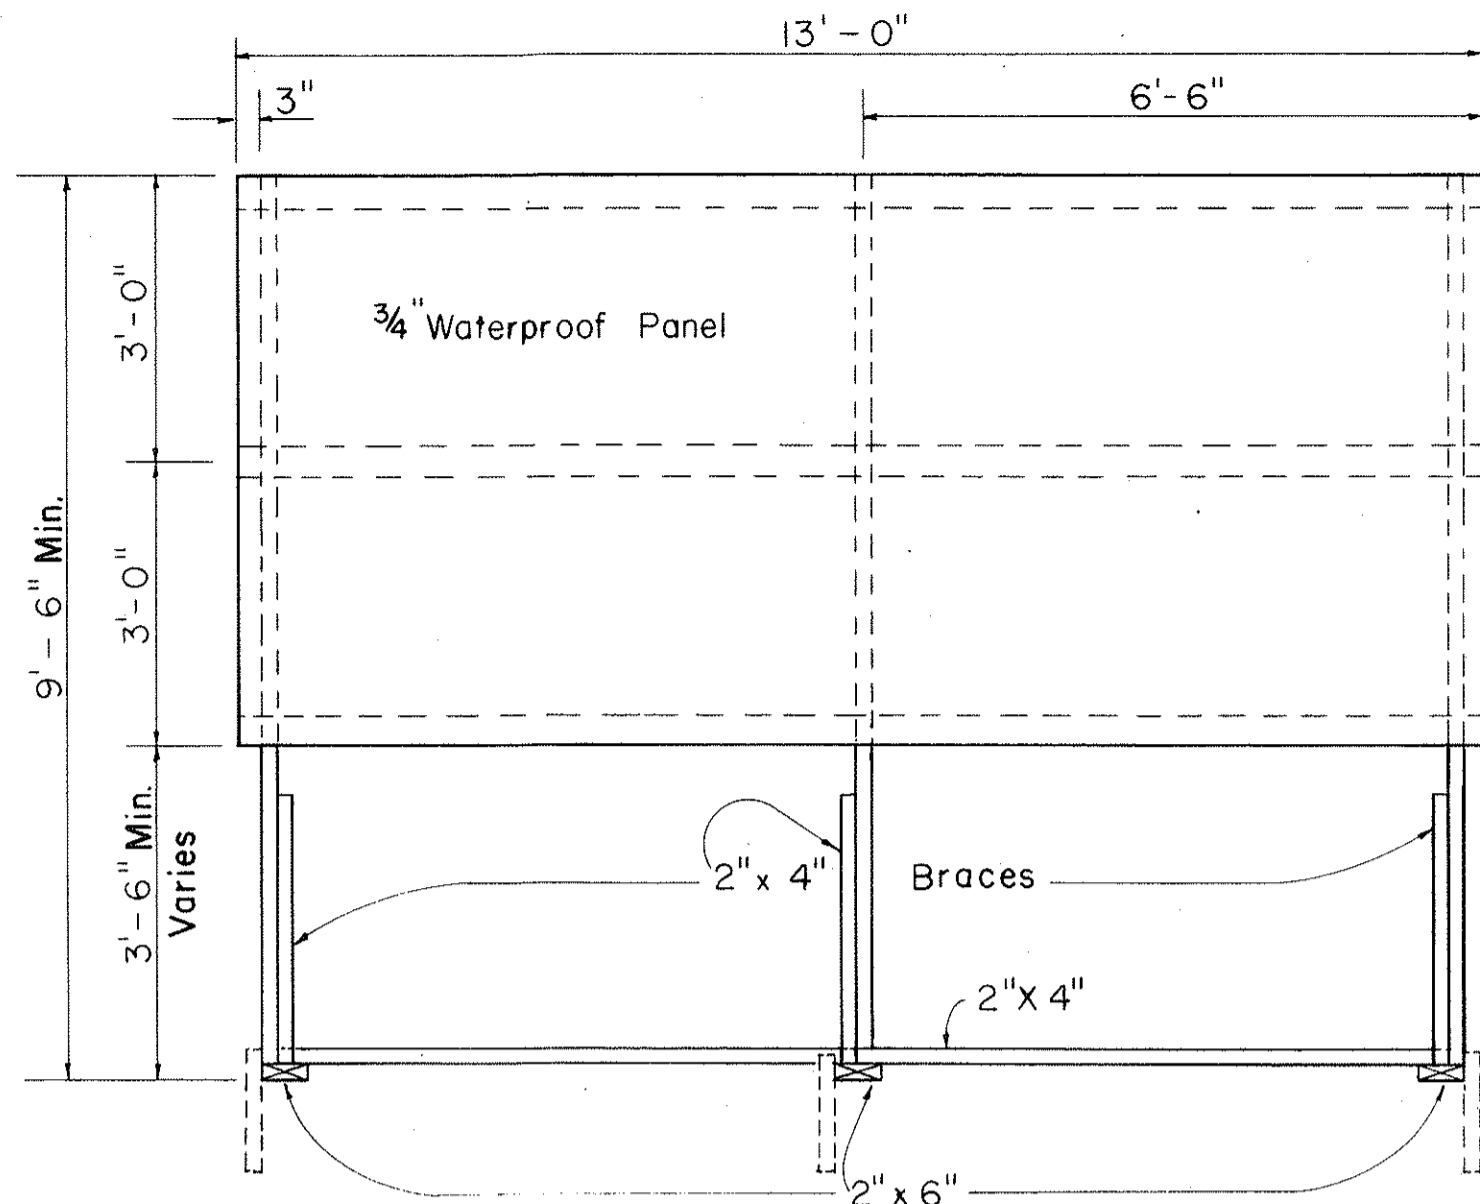 13'-0"
3"
6'-6"
3'-0"
3/4" Waterproof Panel
9'-6" Min.
3'-0"
3'-6" Min.
Varies
2"x 4"
Braces
2"X 4"
2"x 6"